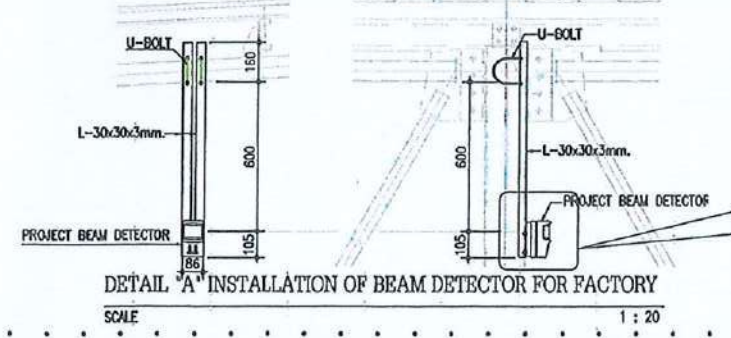 U-BOLT
160
L-30x30x3mm.
600
PROJECT BEAM DETECTOR
105
86
U-BOLT
600
L-30x30x3mm.
PROJECT BEAM DETECTOR
105
DETAIL "A" INSTALLATION OF BEAM DETECTOR FOR FACTORY
SCALE 1 : 20